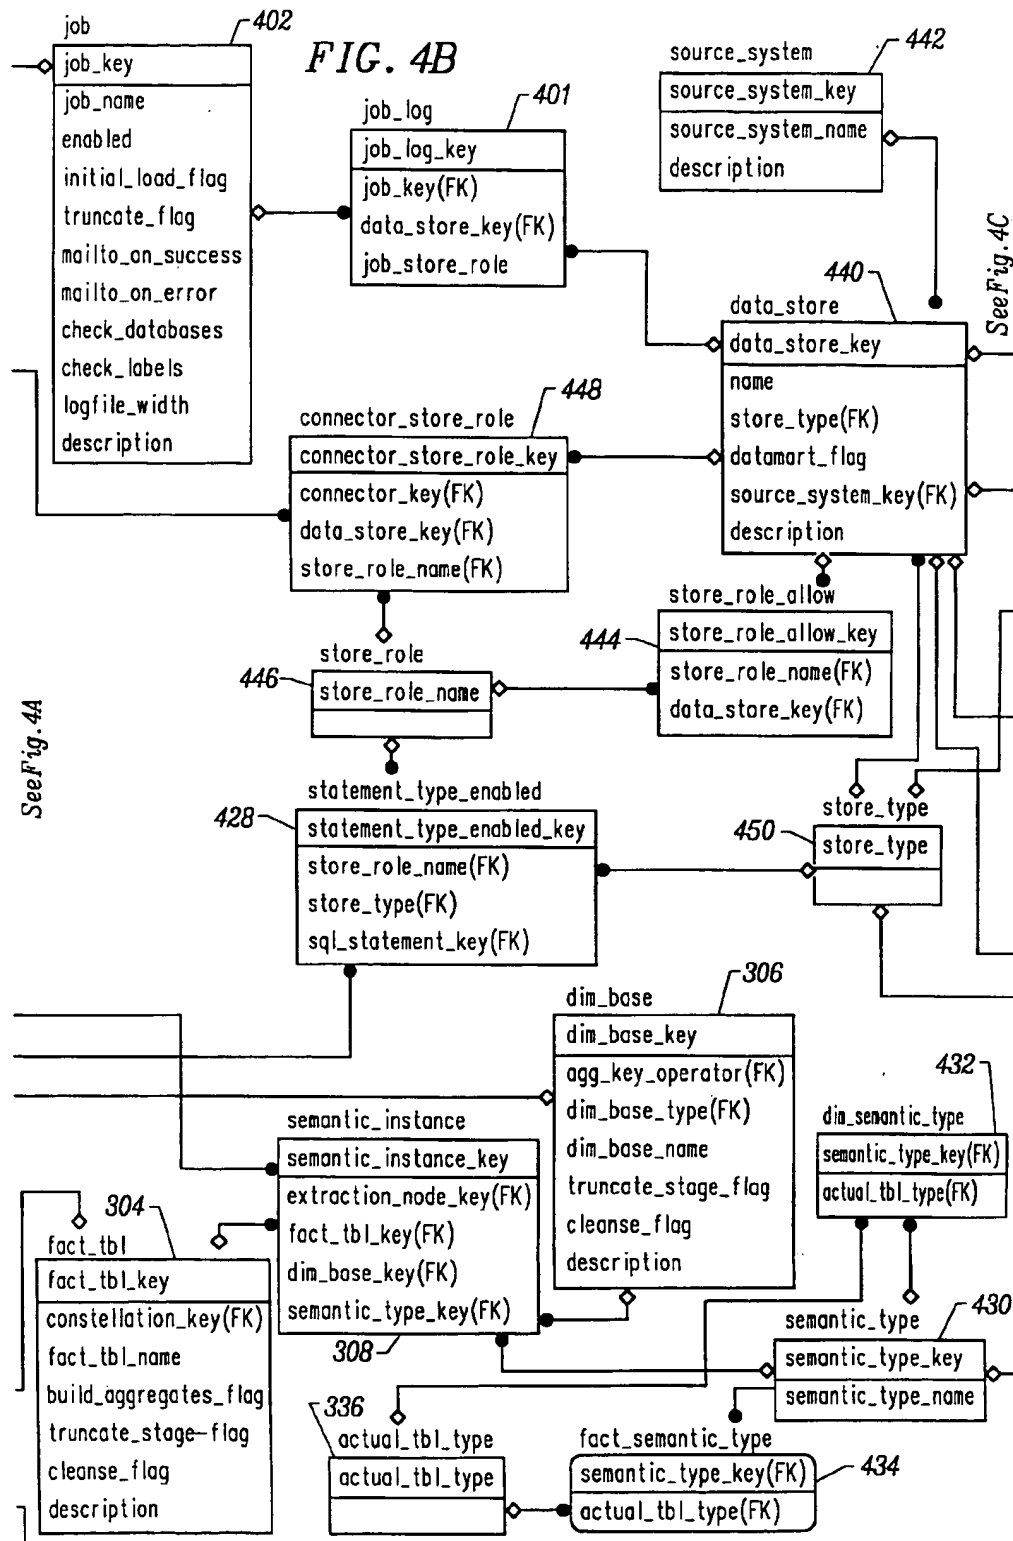 FIG. 4B
job
402
job_key
job_name
enabled
initial_load_flag
truncate_flag
mailto_on_success
mailto_on_error
check_databases
check_labels
logfile_width
description
job_log
401
job_log_key
job_key(FK)
data_store_key(FK)
job_store_role
source_system
442
source_system_key
source_system_name
description
SeeFig.4C
data_store
440
data_store_key
name
store_type(FK)
datamart_flag
source_system_key(FK)
description
connector_store_role
448
connector_store_role_key
connector_key(FK)
data_store_key(FK)
store_role_name(FK)
store_role_allow
444
store_role_allow_key
store_role_name(FK)
data_store_key(FK)
store_role
446
store_role_name
SeeFig.4A
statement_type_enabled
428
statement_type_enabled_key
store_role_name(FK)
store_type(FK)
sql_statement_key(FK)
store_type
450
store_type
dim_base
306
dim_base_key
agg_key_operator(FK)
dim_base_type(FK)
dim_base_name
truncate_stage_flag
cleanse_flag
description
432
dim_semantic_type
semantic_type_key(FK)
actual_tbl_type(FK)
semantic_instance
semantic_instance_key
extraction_node_key(FK)
fact_tbl_key(FK)
dim_base_key(FK)
semantic_type_key(FK)
308
304
fact_tbl
fact_tbl_key
constellation_key(FK)
fact_tbl_name
build_aggregates_flag
truncate_stage-flag
cleanse_flag
description
semantic_type
430
semantic_type_key
semantic_type_name
336
actual_tbl_type
actual_tbl_type
fact_semantic_type
434
semantic_type_key(FK)
actual_tbl_type(FK)